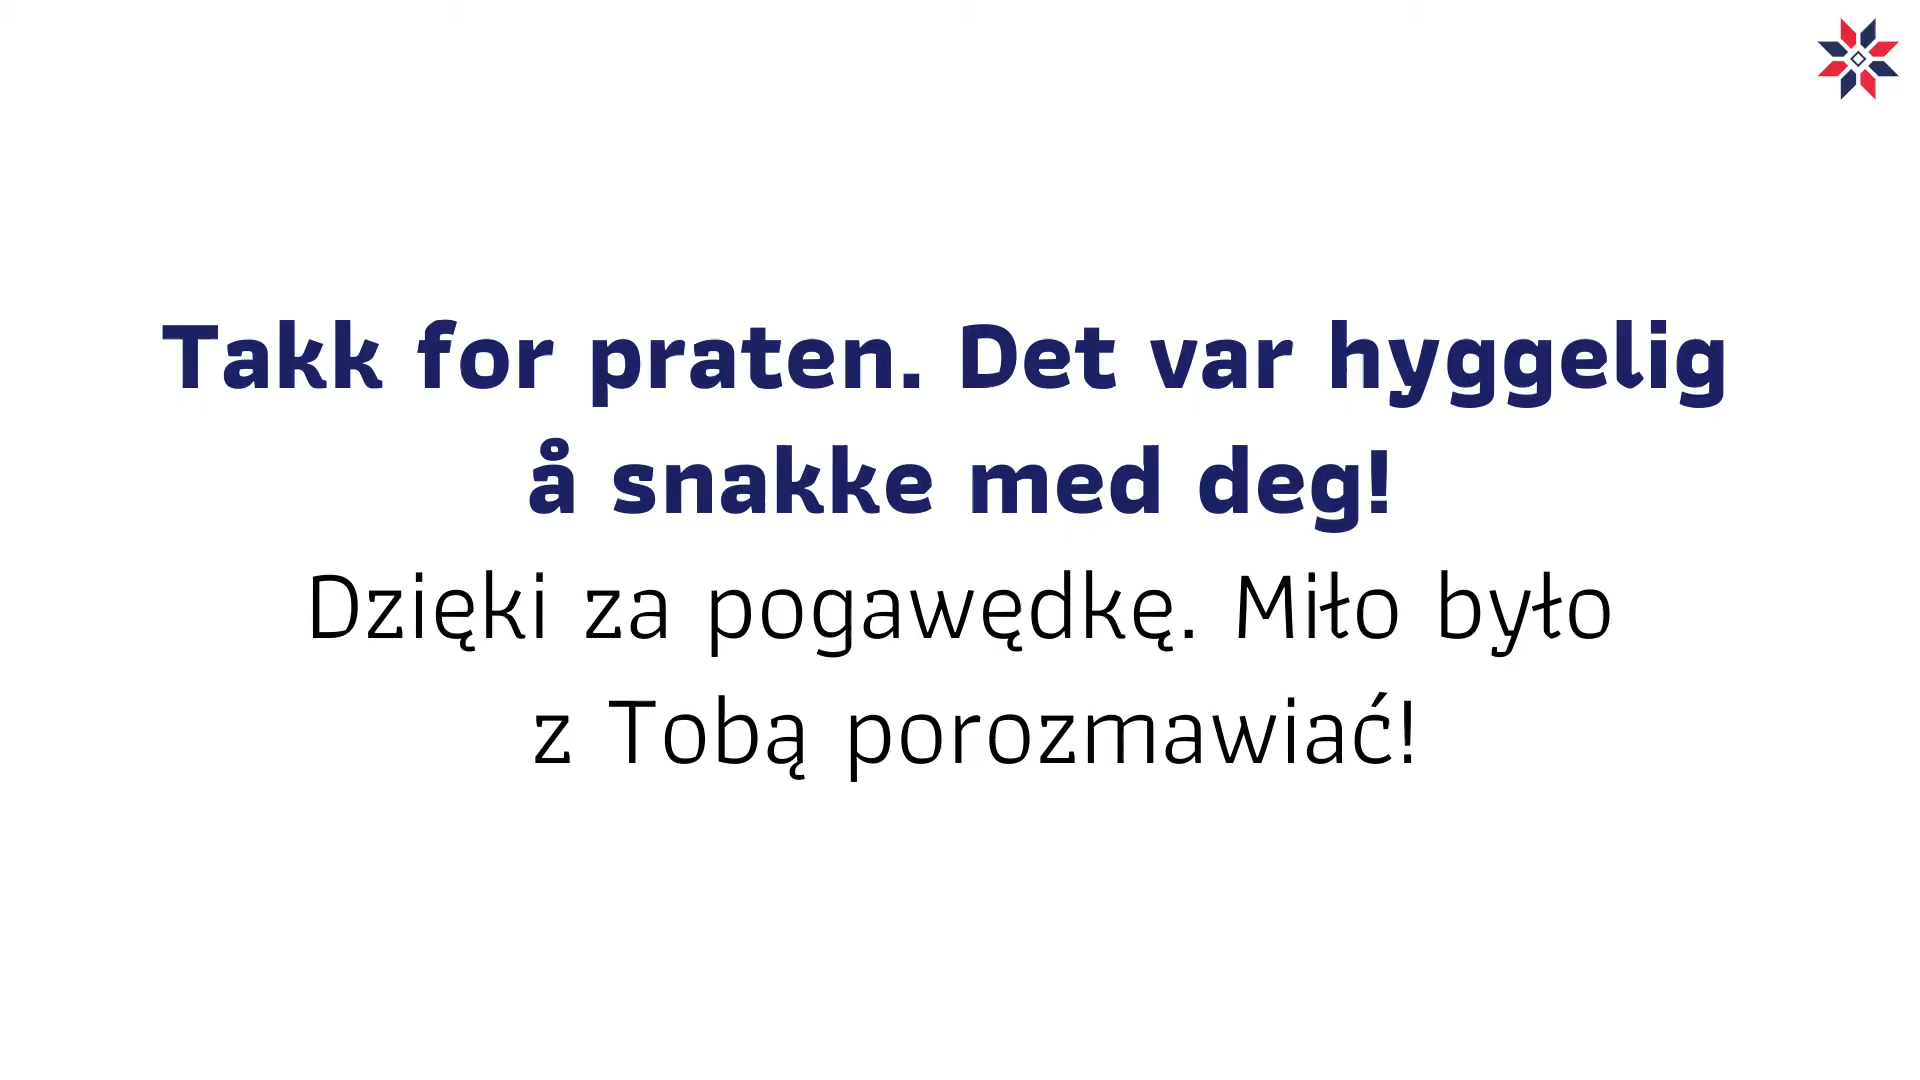 Takk for praten. Det var hyggelig
å snakke med deg!
Dzięki za pogawędkę. Miło było
z Tobą porozmawiać!